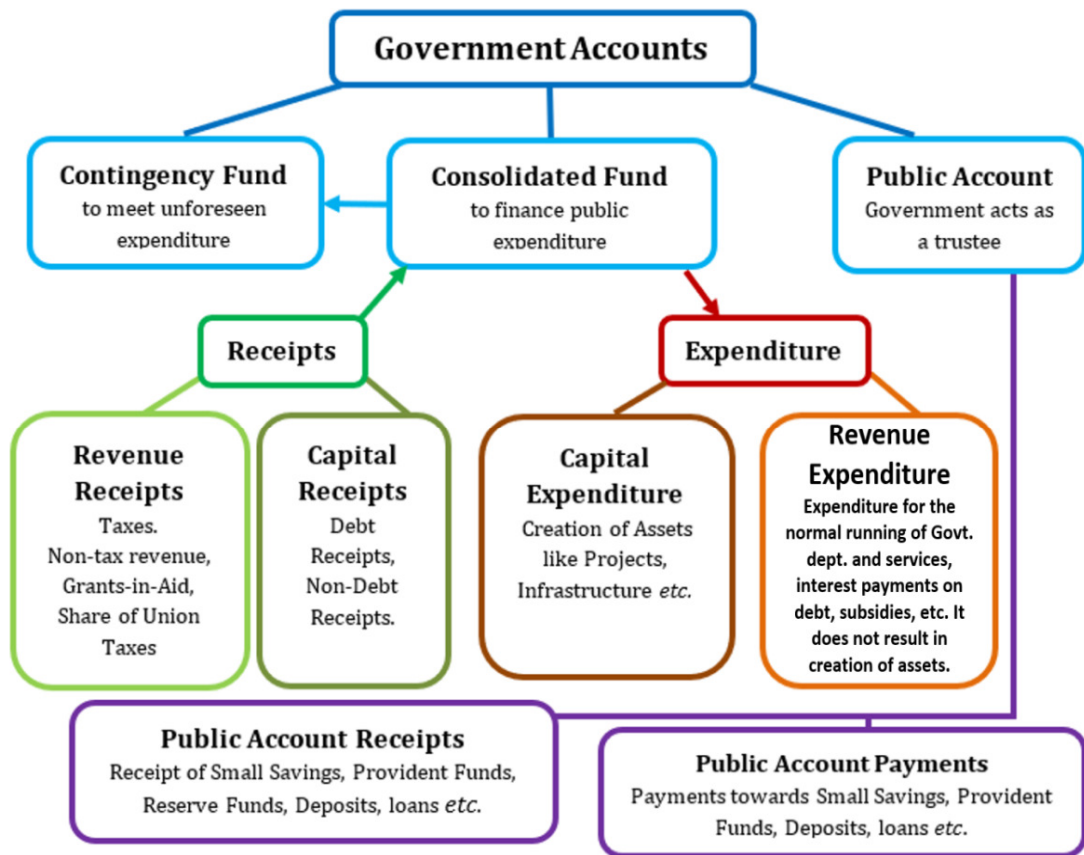 Government Accounts
Contingency Fund
to meet unforeseen
expenditure
Consolidated Fund
to finance public
expenditure
Public Account
Government acts as
a trustee
Receipts
Expenditure
Revenue
Receipts
Taxes.
Non-tax revenue,
Grants-in-Aid,
Share of Union
Taxes
Capital
Receipts
Debt
Receipts,
Non-Debt
Receipts.
Capital
Expenditure
Creation of Assets
like Projects,
Infrastructure etc.
Revenue
Expenditure
Expenditure for the
normal running of Govt.
dept. and services,
interest payments on
debt, subsidies, etc. It
does not result in
creation of assets.
Public Account Receipts
Receipt of Small Savings, Provident Funds,
Reserve Funds, Deposits, loans etc.
Public Account Payments
Payments towards Small Savings, Provident
Funds, Deposits, loans etc.